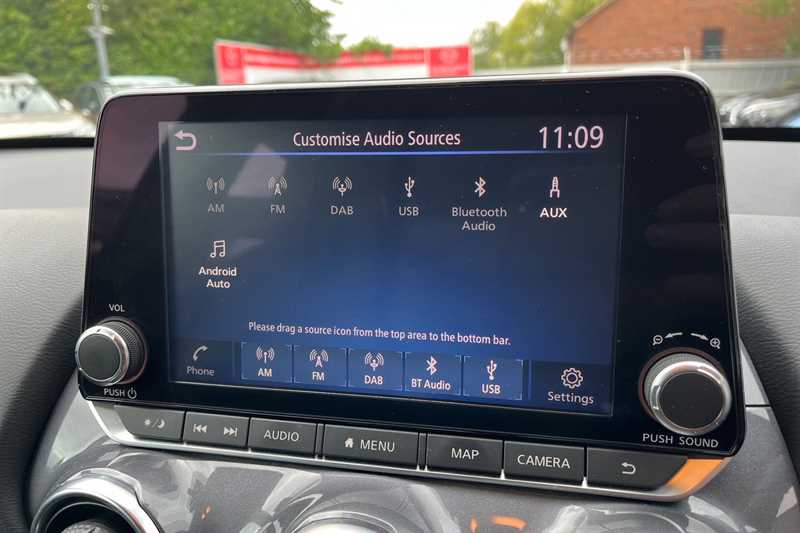 Customise Audio Sources 11:09
AM FM DAB USB Bluetooth Audio AUX
Android Auto
Please drag a source icon from the top area to the bottom bar.
Phone AM FM DAB BT Audio USB Settings
VOL
PUSH
PUSH SOUND
AUDIO MENU MAP CAMERA